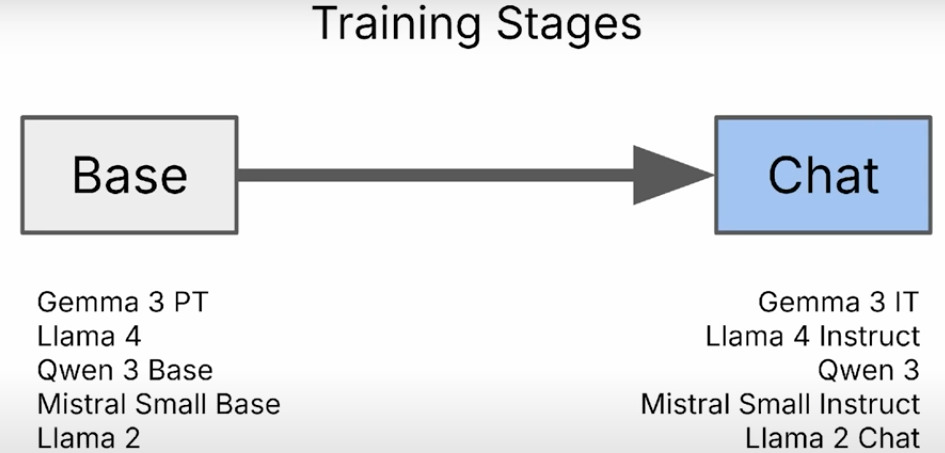 Training Stages
Base
Chat
Gemma 3 PT
Llama 4
Qwen 3 Base
Mistral Small Base
Llama 2
Gemma 3 IT
Llama 4 Instruct
Qwen 3
Mistral Small Instruct
Llama 2 Chat